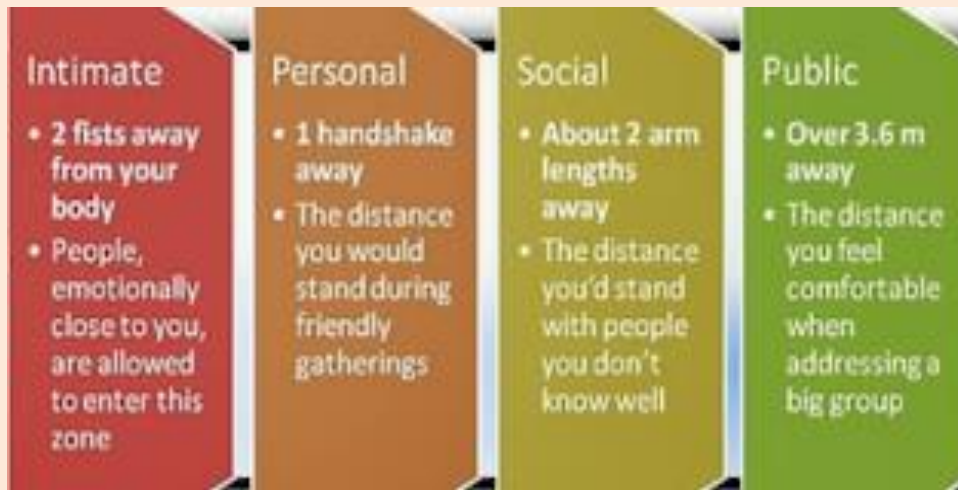 Intimate
• 2 fists away
from your
body
• People,
emotionally
close to you,
are allowed
to enter this
zone
Personal
• 1 handshake
away
• The distance
you would
stand during
friendly
gatherings
Social
• About 2 arm
lengths
away
• The distance
you'd stand
with people
you don't
know well
Public
• Over 3.6 m
away
• The distance
you feel
comfortable
when
addressing a
big group